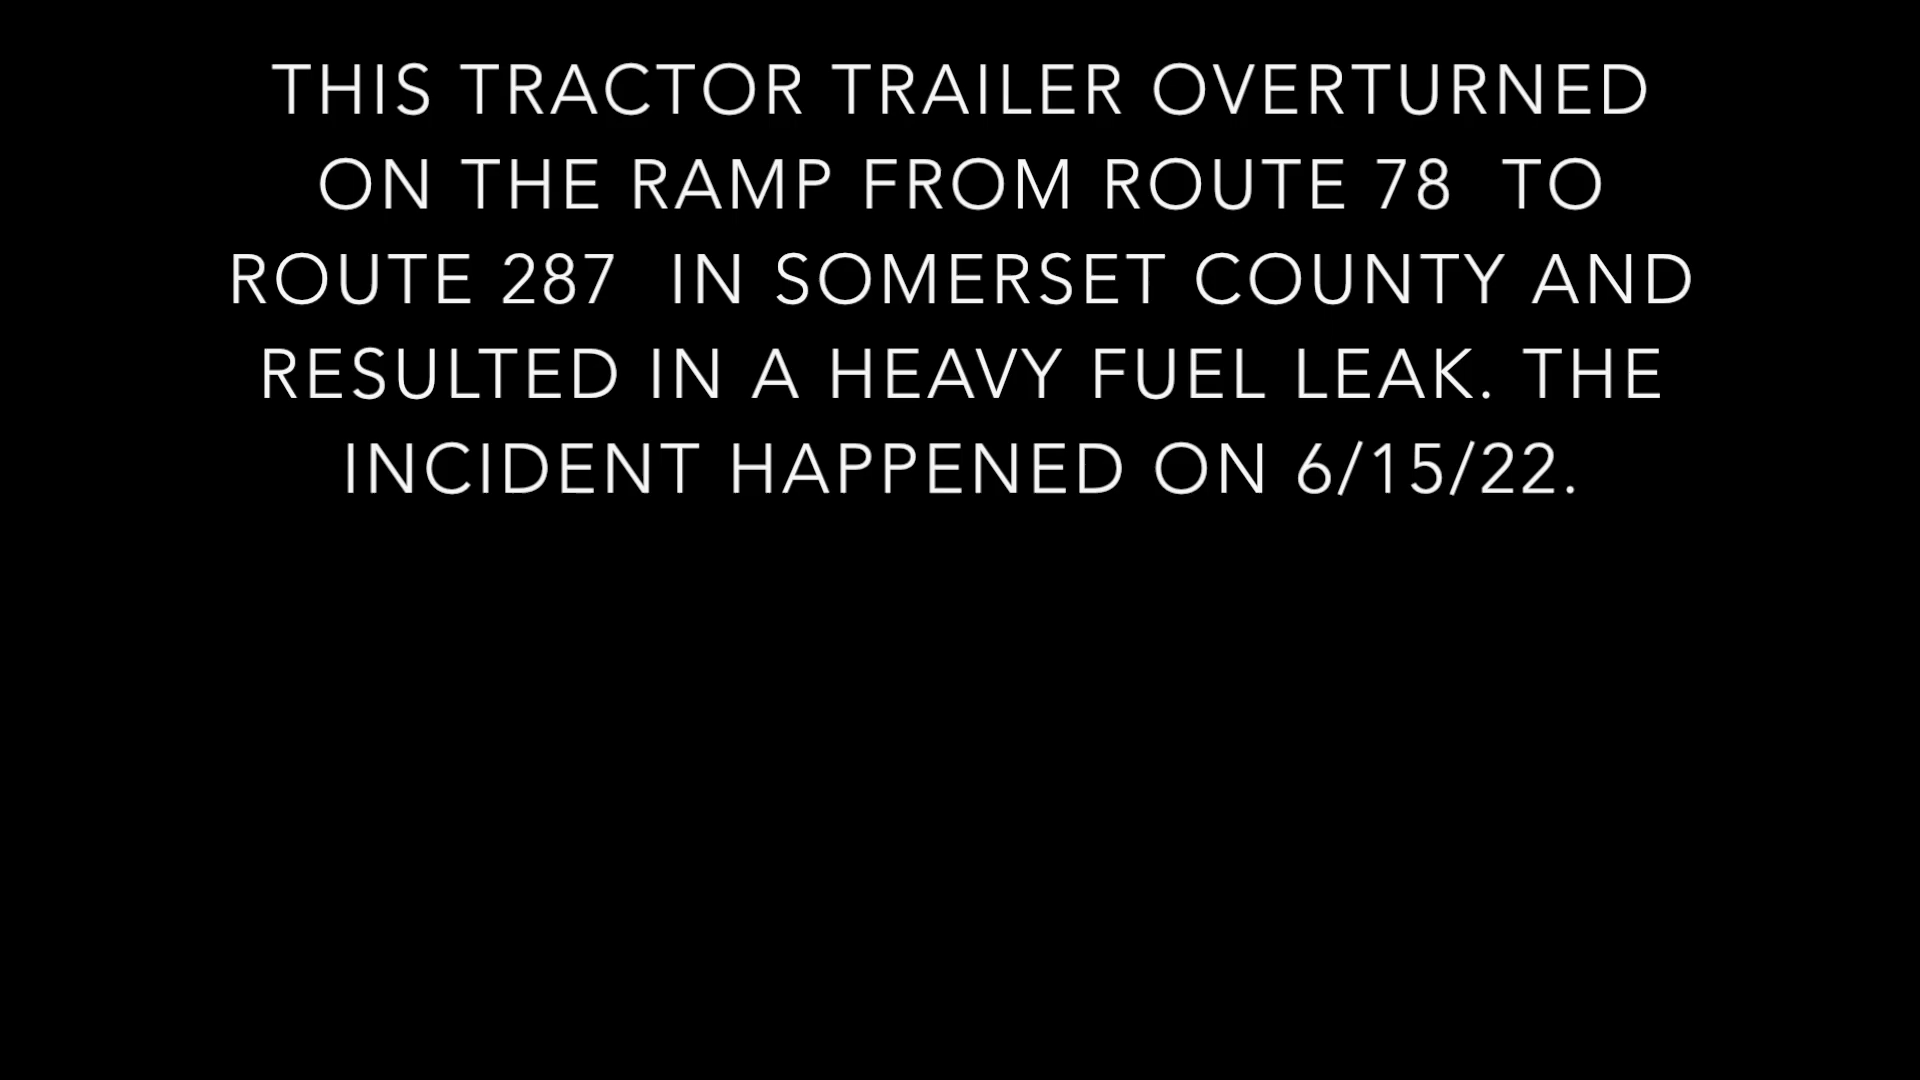 THIS TRACTOR TRAILER OVERTURNED
ON THE RAMP FROM ROUTE 78  TO
ROUTE 287  IN SOMERSET COUNTY AND
RESULTED IN A HEAVY FUEL LEAK. THE
INCIDENT HAPPENED ON 6/15/22.